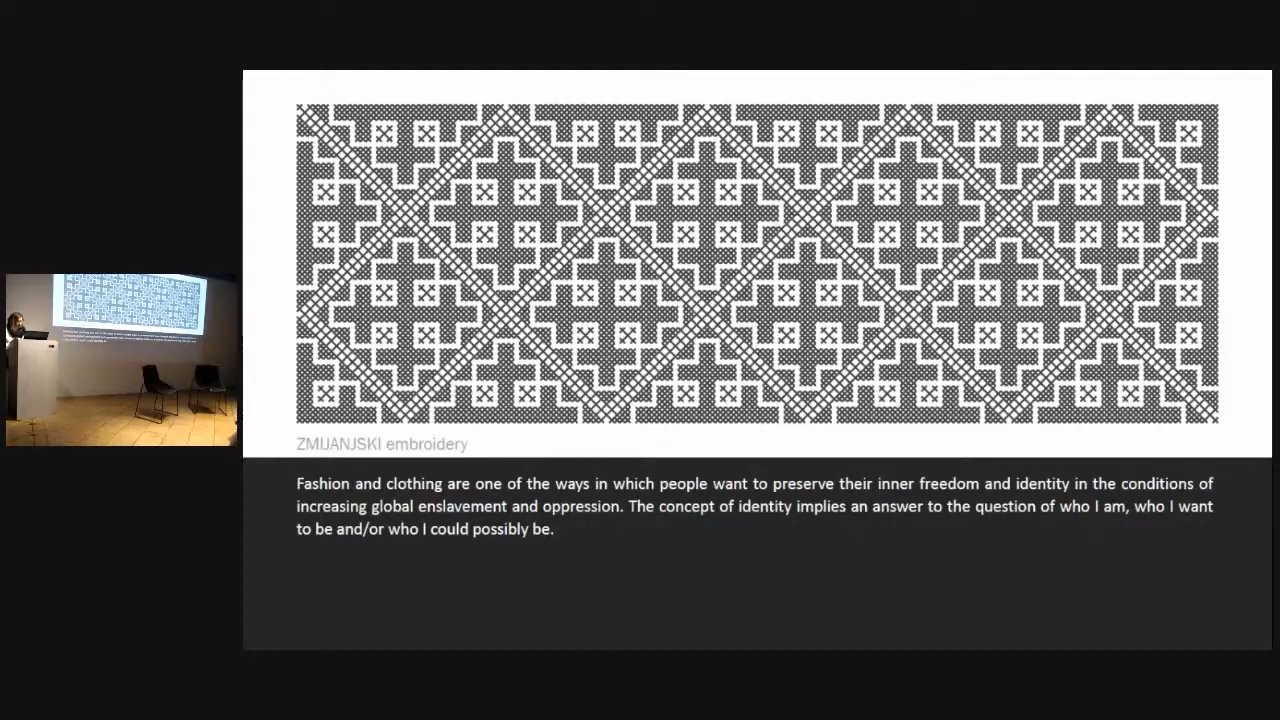 ZMIJANJSKI embroidery
Fashion and clothing are one of the ways in which people want to preserve their inner freedom and identity in the conditions of
increasing global enslavement and oppression. The concept of identity implies an answer to the question of who I am, who I want
to be and/or who I could possibly be.